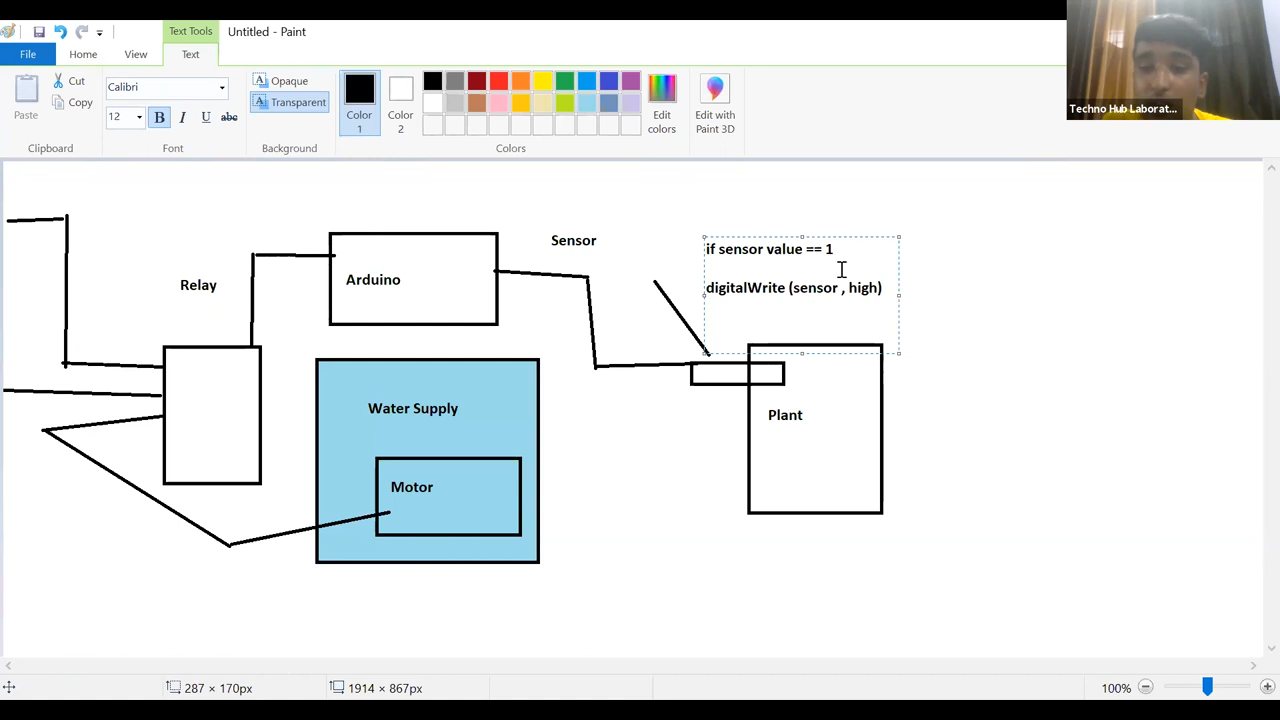 Text Tools
Untitled - Paint
File
Home
View
Text
Paste
Cut
Copy
Clipboard
Calibri
12
B I U abc
Font
Opaque
Transparent
Background
Color 1
Color 2
Edit colors
Colors
Edit with Paint 3D
Techno Hub Laborat...
if sensor value == 1
digitalWrite (sensor , high)
Sensor
Relay
Arduino
Water Supply
Motor
Plant
287 × 170px
1914 × 867px
100%